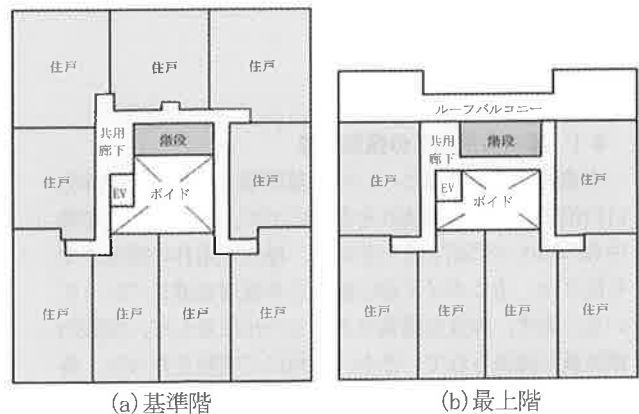 住戸 住戸 住戸
共用
廊下
階段
住戸
EV
ボイド
住戸
住戸 住戸 住戸 住戸
(a)基準階
ルーフバルコニー
共用
廊下
階段
住戸
EV
ボイド
住戸
住戸 住戸 住戸 住戸
(b)最上階